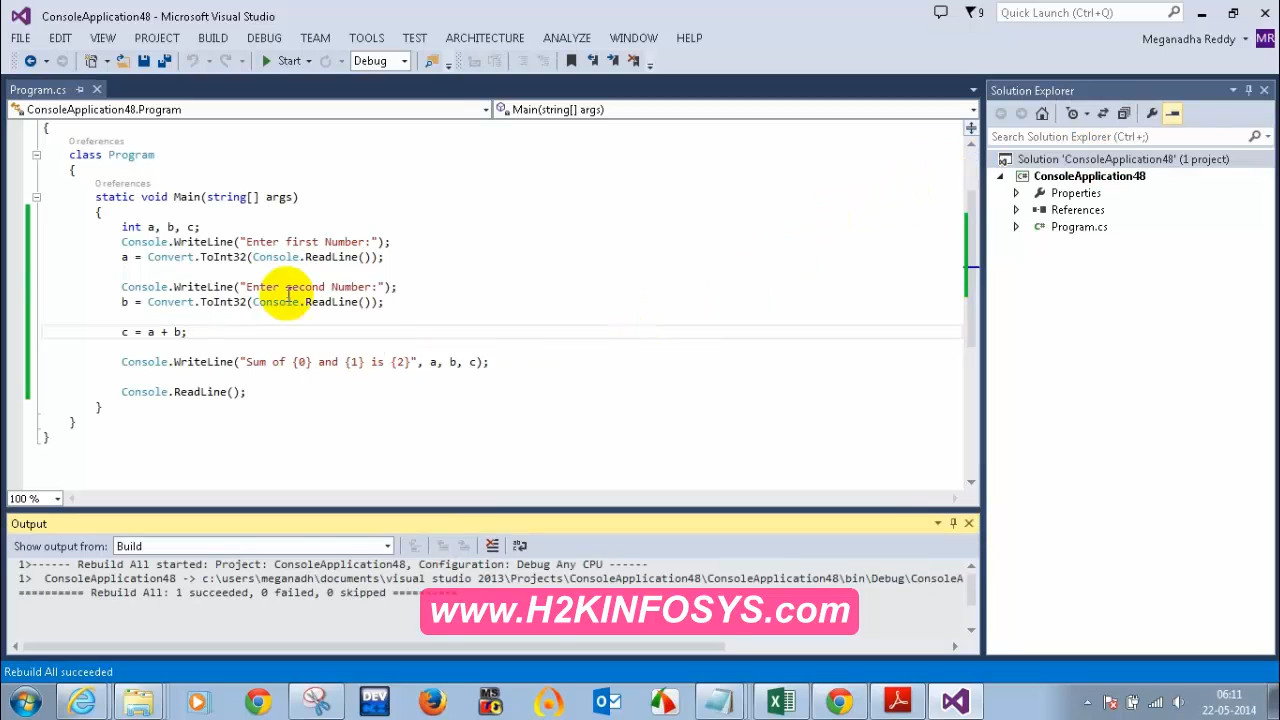 ConsoleApplication48 - Microsoft Visual Studio
9
Quick Launch (Ctrl+Q)
FILE EDIT VIEW PROJECT BUILD DEBUG TEAM TOOLS TEST ARCHITECTURE ANALYZE WINDOW HELP
Meganadha Reddy MR
Start Debug
Program.cs
ConsoleApplication48.Program
Main(string[] args)
{
0 references
class Program
{
0 references
static void Main(string[] args)
{
int a, b, c;
Console.WriteLine("Enter first Number:");
a = Convert.ToInt32(Console.ReadLine());
Console.WriteLine("Enter second Number:");
b = Convert.ToInt32(Console.ReadLine());
c = a + b;
Console.WriteLine("Sum of {0} and {1} is {2}", a, b, c);
Console.ReadLine();
}
}
}
100 %
Solution Explorer
Search Solution Explorer (Ctrl+;)
Solution 'ConsoleApplication48' (1 project)
ConsoleApplication48
Properties
References
Program.cs
Output
Show output from: Build
1>------ Rebuild All started: Project: ConsoleApplication48, Configuration: Debug Any CPU ------
1> ConsoleApplication48 -> c:\users\meganadh\documents\visual studio 2013\Projects\ConsoleApplication48\ConsoleApplication48\bin\Debug\ConsoleA
========== Rebuild All: 1 succeeded, 0 failed, 0 skipped ==========
www.H2KINFOSYS.com
Rebuild All succeeded
DEV
MS
06:11
22-05-2014